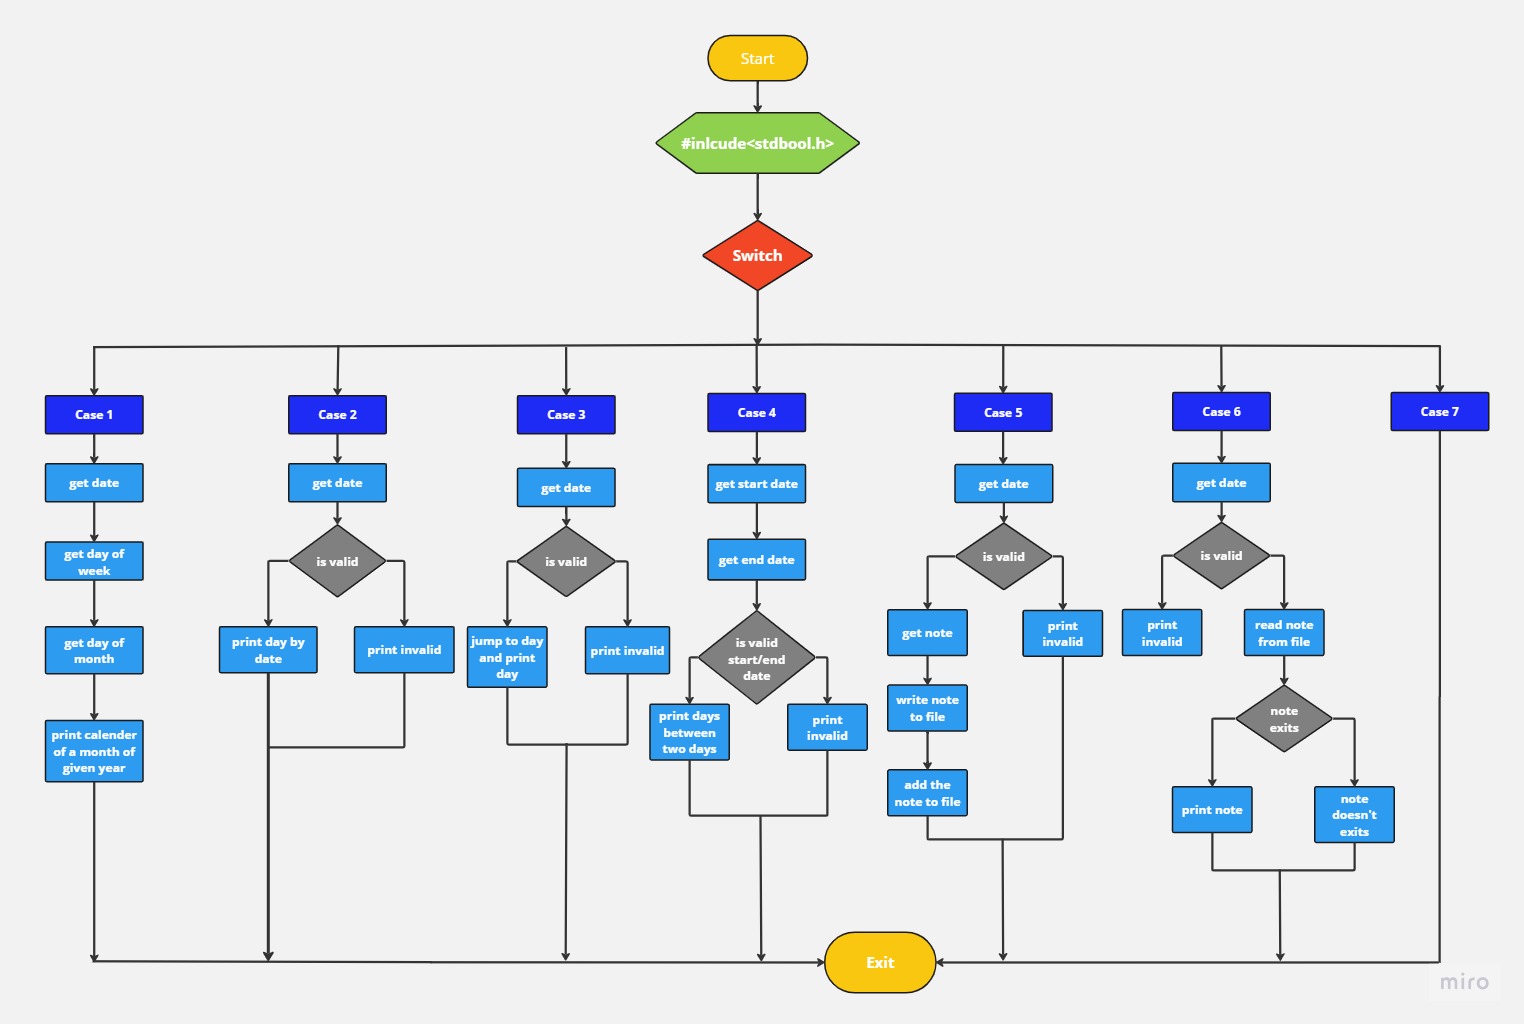 Start
#inlcude<stdbool.h>
Switch
Case 1
Case 2
Case 3
Case 4
Case 5
Case 6
Case 7
get date
get day of
week
get day of
month
print calender
of a month of
given year
get date
is valid
print day by
date
print invalid
get date
is valid
jump to day
and print
day
print invalid
get start date
get end date
is valid
start/end
date
print days
between
two days
print
invalid
get date
is valid
get note
write note
to file
add the
note to file
print
invalid
get date
is valid
print
invalid
read note
from file
note
exits
print note
note
doesn't
exits
Exit
miro